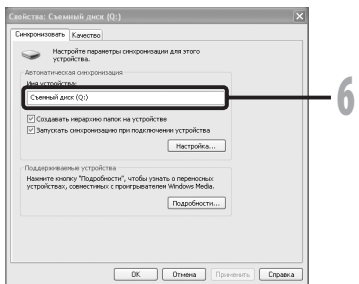 Свойства: Съемный диск (Q:)
Синхронизовать Качество
Настройте параметры синхронизации для этого
устройства.
Автоматическая синхронизация
Имя устройства:
Съемный диск (Q:)
Создавать иерархию папок на устройстве
Запускать синхронизацию при подключении устройства
Настройка...
Поддерживаемые устройства
Нажмите кнопку "Подробности", чтобы узнать о переносных
устройствах, совместимых с проигрывателем Windows Media.
Подробности...
OK Отмена Применить Справка
6